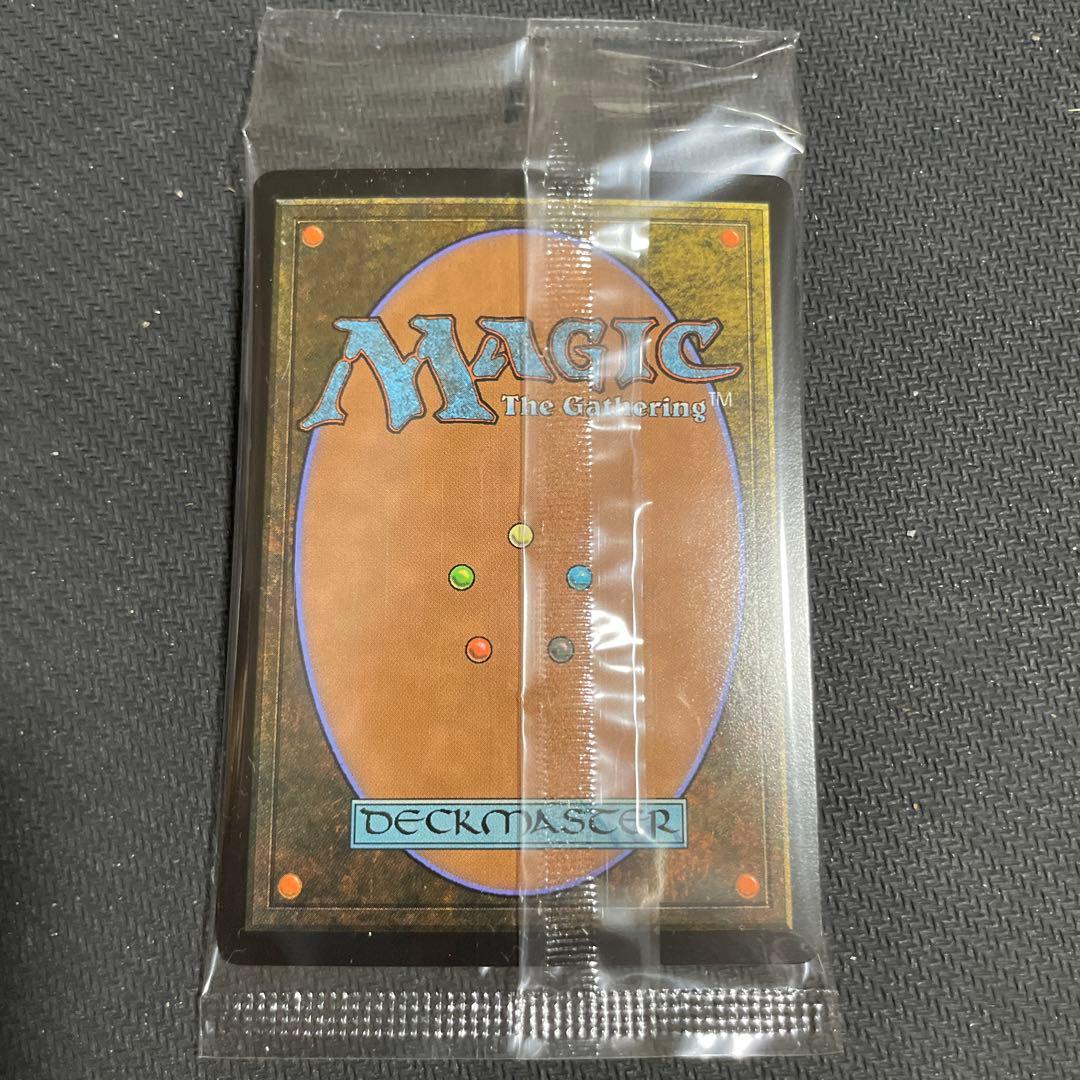 MAGIC
The Gathering™
DECKMASTER